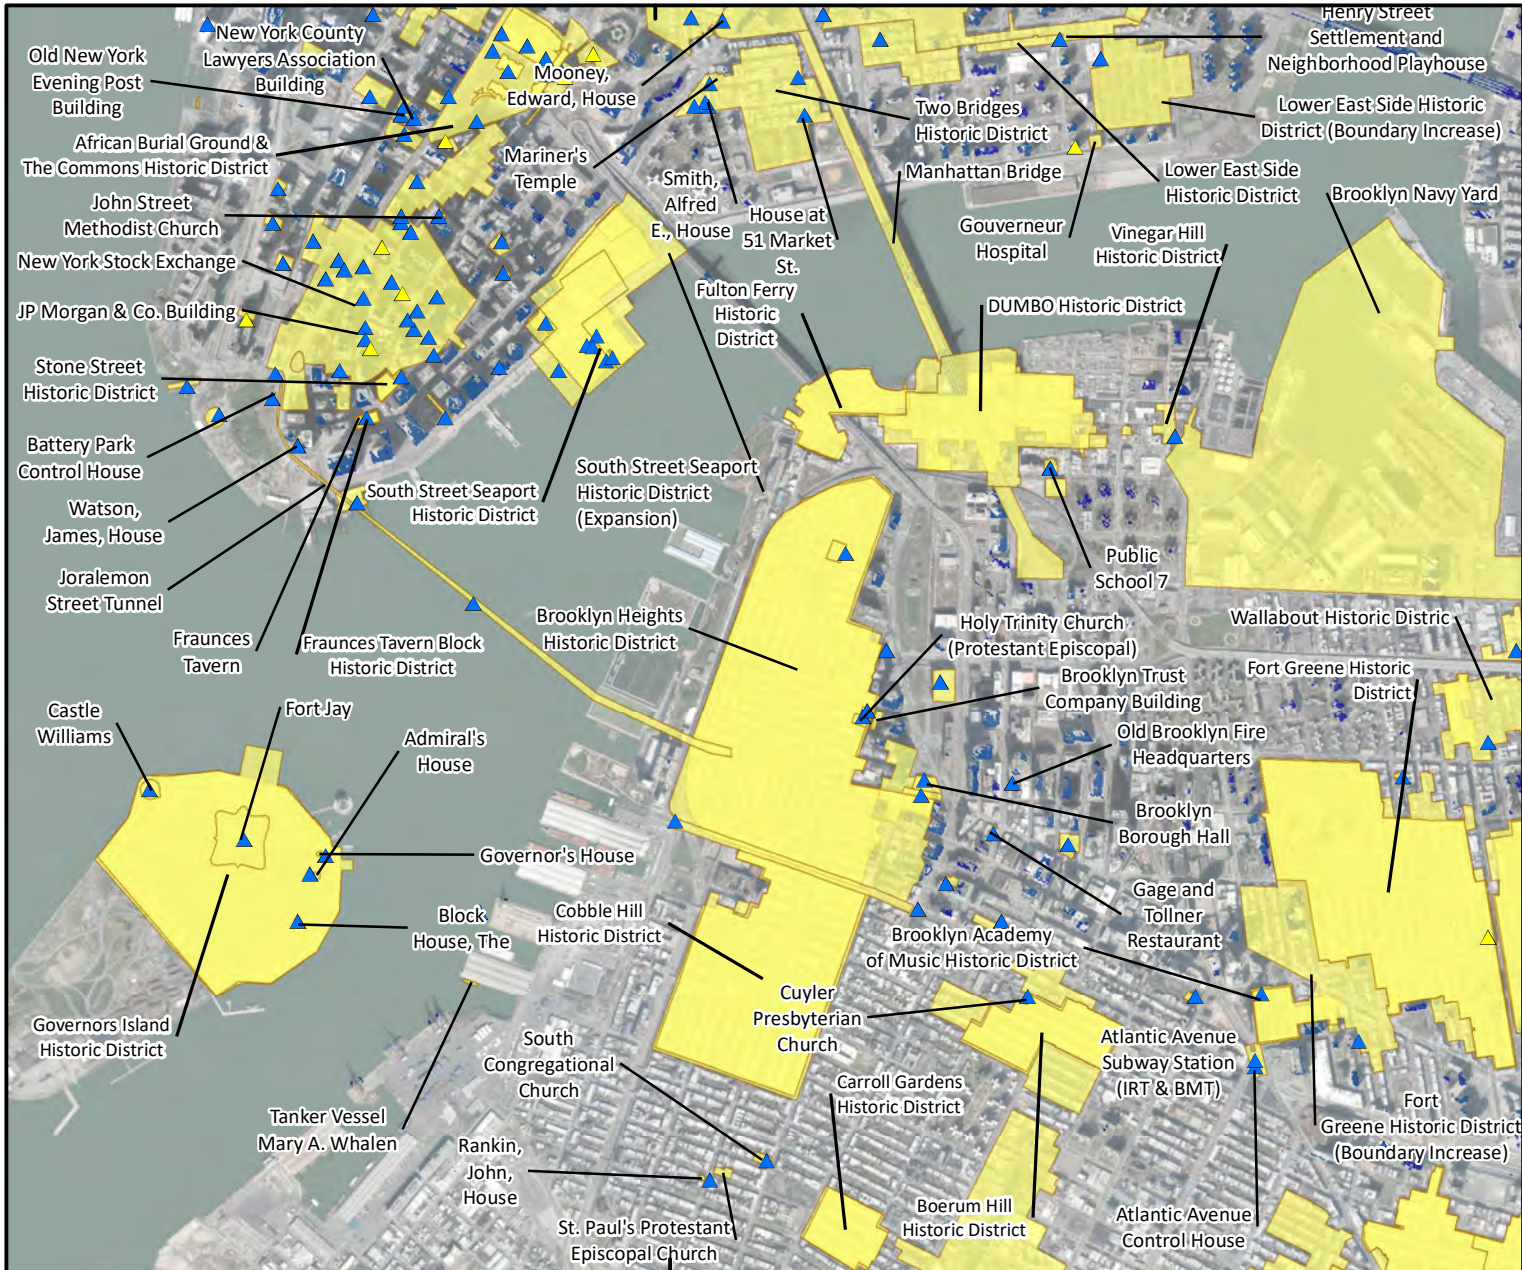 New York County
Lawyers Association
Building
Old New York
Evening Post
Building
African Burial Ground &
The Commons Historic District
John Street
Methodist Church
New York Stock Exchange
JP Morgan & Co. Building
Stone Street
Historic District
Battery Park
Control House
Watson,
James, House
Joralemon
Street Tunnel
Fraunces
Tavern
Fraunces Tavern Block
Historic District
South Street Seaport
Historic District
South Street Seaport
Historic District
(Expansion)
Mooney,
Edward, House
Mariner's
Temple
Smith,
Alfred
E., House
House at
51 Market
St.
Two Bridges
Historic District
Manhattan Bridge
Henry Street
Settlement and
Neighborhood Playhouse
Lower East Side Historic
District (Boundary Increase)
Lower East Side
Historic District
Gouverneur
Hospital
Vinegar Hill
Historic District
Brooklyn Navy Yard
Fulton Ferry
Historic
District
DUMBO Historic District
Public
School 7
Brooklyn Heights
Historic District
Holy Trinity Church
(Protestant Episcopal)
Brooklyn Trust
Company Building
Old Brooklyn Fire
Headquarters
Wallabout Historic Distric
Fort Greene Historic
District
Castle
Williams
Fort Jay
Admiral's
House
Governor's House
Block
House, The
Governors Island
Historic District
Brooklyn
Borough Hall
Gage and
Tollner
Restaurant
Cobble Hill
Historic District
Brooklyn Academy
of Music Historic District
Cuyler
Presbyterian
Church
South
Congregational
Church
Tanker Vessel
Mary A. Whalen
Rankin,
John,
House
St. Paul's Protestant
Episcopal Church
Carroll Gardens
Historic District
Boerum Hill
Historic District
Atlantic Avenue
Subway Station
(IRT & BMT)
Fort
Greene Historic District
(Boundary Increase)
Atlantic Avenue
Control House